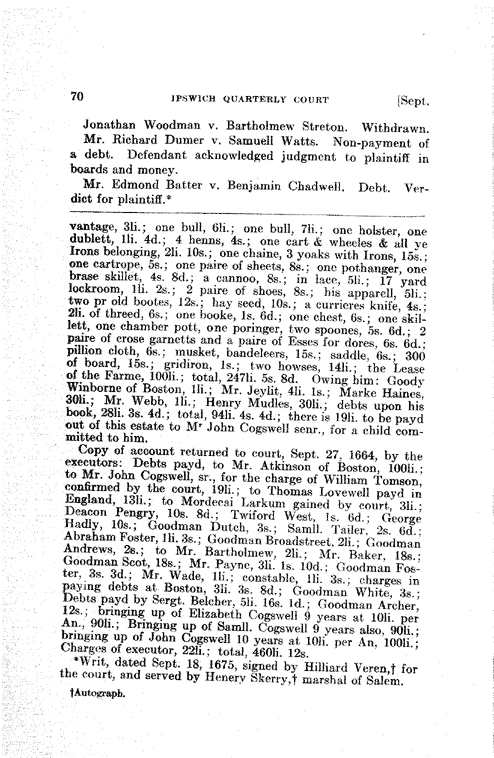 70 IPSWICH QUARTERLY COURT [Sept.
Jonathan Woodman v. Bartholmew Streton. Withdrawn.
Mr. Richard Dumer v. Samuell Watts. Non-payment of
a debt. Defendant acknowledged judgment to plaintiff in
boards and money.
Mr. Edmond Batter v. Benjamin Chadwell. Debt. Ver-
dict for plaintiff.*
vantage, 3li.; one bull, 6li.; one bull, 7li.; one holster, one
dublett, 1li. 4d.; 4 henns, 4s.; one cart & wheeles & all ye
Irons belonging, 2li. 10s.; one chaine, 3 yoaks with Irons, 15s.;
one cartrope, 5s.; one paire of sheets, 8s.; one pothanger, one
brase skillet, 4s. 8d.; a cannoo, 8s.; in lace, 5li.; 17 yard
lockroom, 1li. 2s.; 2 paire of shoes, 8s.; his apparell, 5li.;
two pr old bootes, 12s.; hay seed, 10s.; a curriers knife, 4s.;
2li. of threed, 6s.; one booke, 1s. 6d.; one chest, 6s.; one skil-
lett, one chamber pott, one poringer, two spoones, 5s. 6d.; 2
paire of crose garnetts and a paire of Esses for dores, 6s. 6d.;
pillion cloth, 6s.; musket, bandeleers, 15s.; saddle, 6s.; 300
of board, 15s.; gridiron, 1s.; two howses, 14li.; the Lease
of the Farme, 100li.; total, 247li. 5s. 8d. Owing him: Goody
Winborne of Boston, 1li.; Mr. Jeylit, 4li. 1s.; Marke Haines,
30li.; Mr. Webb, 1li.; Henry Mudles, 30li.; debts upon his
book, 28li. 3s. 4d.; total, 94li. 4s. 4d.; there is 19li. to be payd
out of this estate to Mr John Cogswell senr., for a child com-
mitted to him.
Copy of account returned to court, Sept. 27, 1664, by the
executors: Debts payd, to Mr. Atkinson of Boston, 100li.;
to Mr. John Cogswell, sr., for the charge of William Tomson,
confirmed by the court, 19li.; to Thomas Lovewell payd in
England, 13li.; to Mordecai Larkum gained by court, 3li.;
Deacon Pengry, 10s. 8d.; Twiford West, 1s. 6d.; George
Hadly, 10s.; Goodman Dutch, 3s.; Samll. Tailer, 2s. 6d.;
Abraham Foster, 1li. 3s.; Goodman Broadstreet, 2li.; Goodman
Andrews, 2s.; to Mr. Bartholmew, 2li.; Mr. Baker, 18s.;
Goodman Scot, 18s.; Mr. Payne, 3li. 1s. 10d.; Goodman Fos-
ter, 3s. 3d.; Mr. Wade, 1li.; constable, 1li. 3s.; charges in
paying debts at Boston, 3li. 3s. 8d.; Goodman White, 3s.;
Debts payd by Sergt. Belcher, 5li. 16s. 1d.; Goodman Archer,
12s.; bringing up of Elizabeth Cogswell 9 years at 10li. per
An., 90li.; Bringing up of Samll. Cogswell 9 years also, 90li.;
bringing up of John Cogswell 10 years at 10li. per An, 100li.;
Charges of executor, 22li.; total, 460li. 12s.
*Writ, dated Sept. 18, 1675, signed by Hilliard Veren,† for
the court, and served by Henery Skerry,† marshal of Salem.
†Autograph.